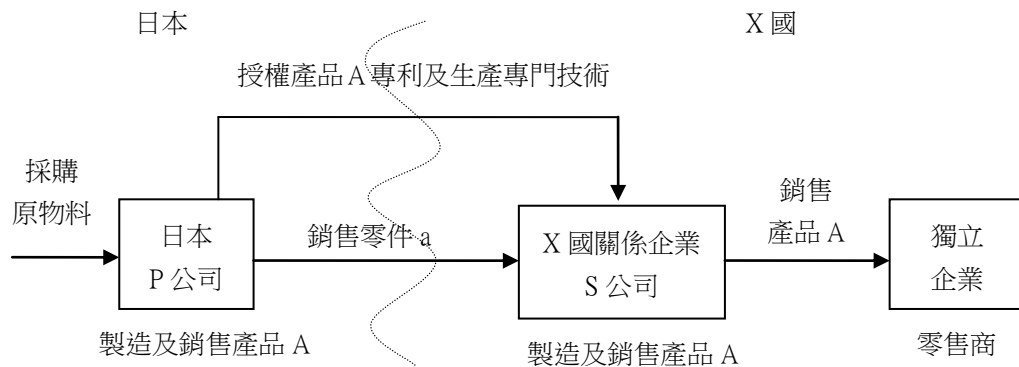 日本
X國
授權產品A專利及生產專門技術
採購
原物料
日本
P公司
銷售零件a
X國關係企業
S公司
銷售
產品A
獨立
企業
製造及銷售產品A
製造及銷售產品A
零售商